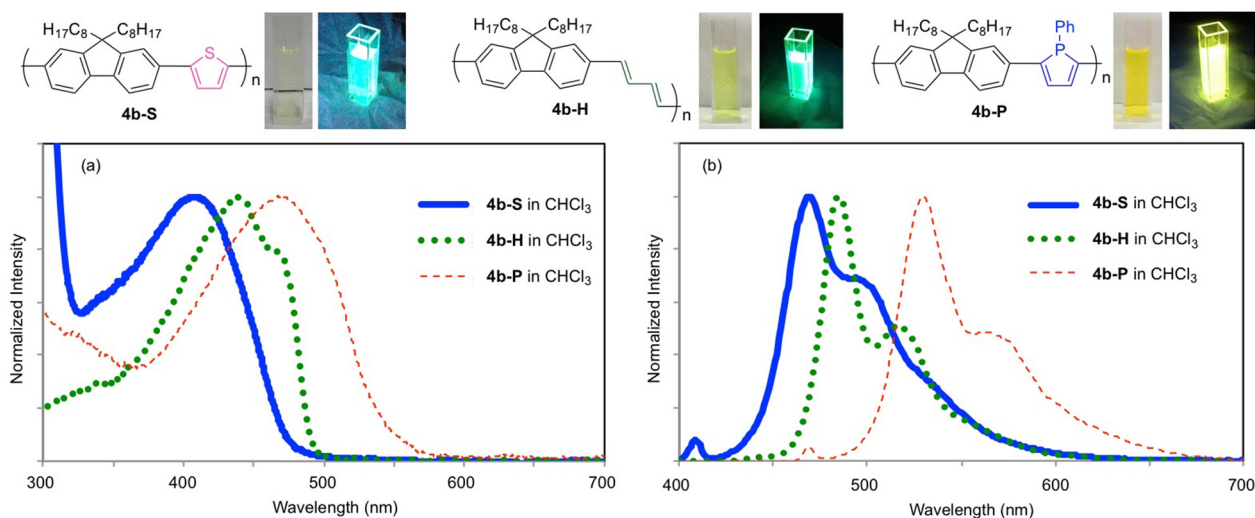 H₁₇C₈ C₈H₁₇
S
( )n
4b-S
H₁₇C₈ C₈H₁₇
( )n
4b-H
Ph
H₁₇C₈ C₈H₁₇
P
( )n
4b-P
(a)
4b-S in CHCl₃
4b-H in CHCl₃
4b-P in CHCl₃
Normalized Intensity
300 400 500 600 700
Wavelength (nm)
(b)
4b-S in CHCl₃
4b-H in CHCl₃
4b-P in CHCl₃
Normalized Intensity
400 500 600 700
Wavelength (nm)